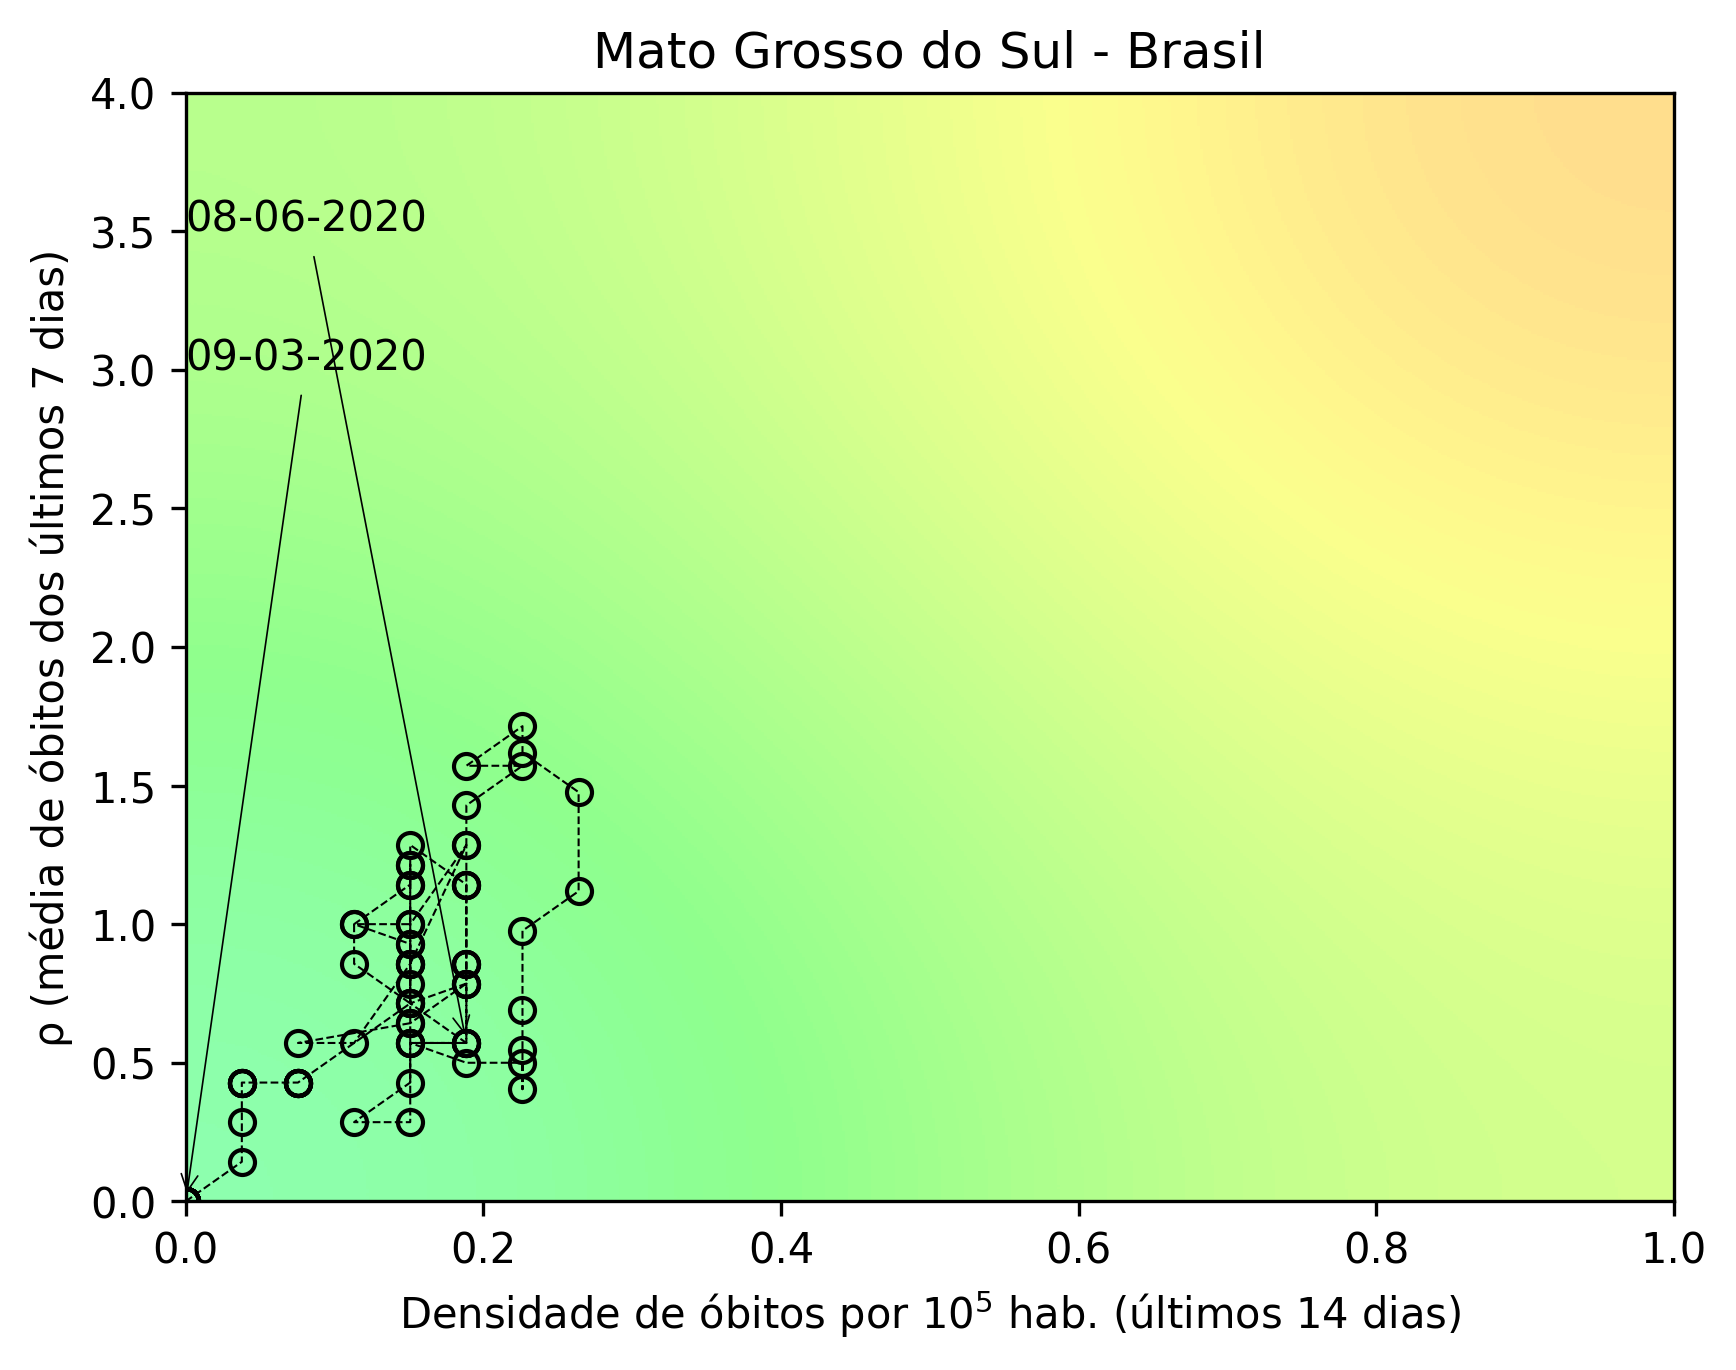 Mato Grosso do Sul - Brasil
ρ (média de óbitos dos últimos 7 dias)
4.0
3.5
3.0
2.5
2.0
1.5
1.0
0.5
0.0
08-06-2020
09-03-2020
0.0 0.2 0.4 0.6 0.8 1.0
Densidade de óbitos por 10⁵ hab. (últimos 14 dias)